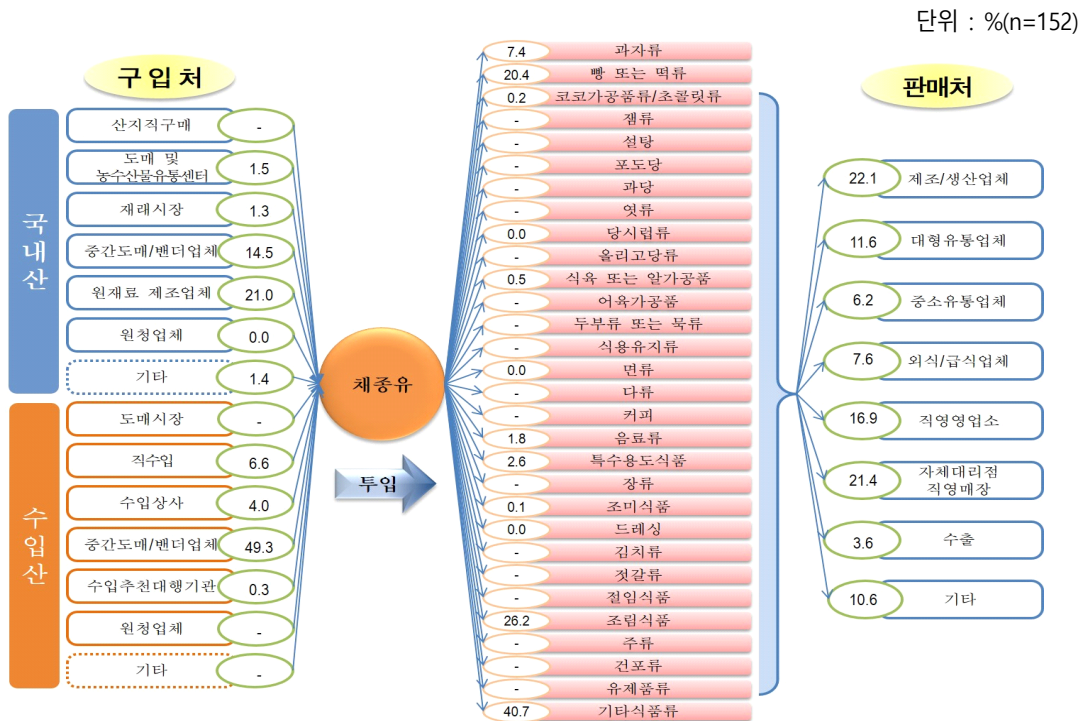 단위 : %(n=152)
구입처
국내산
산지직구매
-
도매 및
농수산물유통센터
1.5
재래시장
1.3
중간도매/밴더업체
14.5
원재료 제조업체
21.0
원청업체
0.0
기타
1.4
수입산
도매시장
-
직수입
6.6
수입상사
4.0
중간도매/밴더업체
49.3
수입추천대행기관
0.3
원청업체
-
기타
-
채종유
투입
7.4
과자류
20.4
빵 또는 떡류
0.2
코코가공품류/초콜릿류
-
잼류
-
설탕
-
포도당
-
과당
-
엿류
0.0
당시럽류
-
올리고당류
0.5
식육 또는 알가공품
-
어육가공품
-
두부류 또는 묵류
-
식용유지류
0.0
면류
-
다류
-
커피
1.8
음료류
2.6
특수용도식품
-
장류
0.1
조미식품
0.0
드레싱
-
김치류
-
젓갈류
-
절임식품
26.2
조림식품
-
주류
-
건포류
-
유제품류
40.7
기타식품류
판매처
22.1
제조/생산업체
11.6
대형유통업체
6.2
중소유통업체
7.6
외식/급식업체
16.9
직영영업소
21.4
자체대리점
직영매장
3.6
수출
10.6
기타